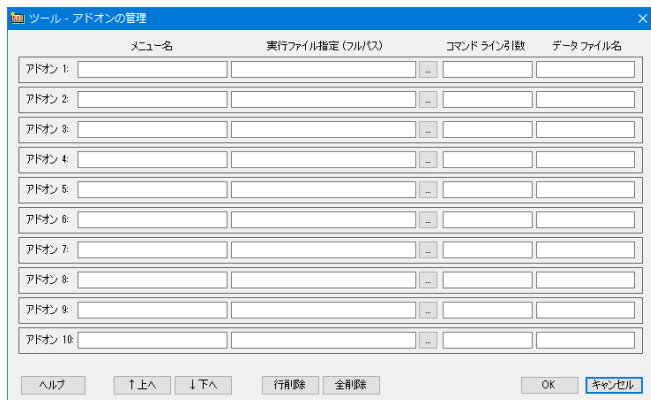 ツール - アドオンの管理
メニュー名 実行ファイル指定 (フルパス) コマンド ライン引数 データ ファイル名
アドオン 1: ...
アドオン 2: ...
アドオン 3: ...
アドオン 4: ...
アドオン 5: ...
アドオン 6: ...
アドオン 7: ...
アドオン 8: ...
アドオン 9: ...
アドオン 10: ...
ヘルプ ↑上へ ↓下へ 行削除 全削除 OK キャンセル